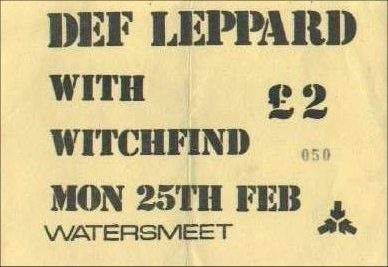 DEF LEPPARD
WITH
£2
WITCHFIND
050
MON 25TH FEB
WATERSMEET